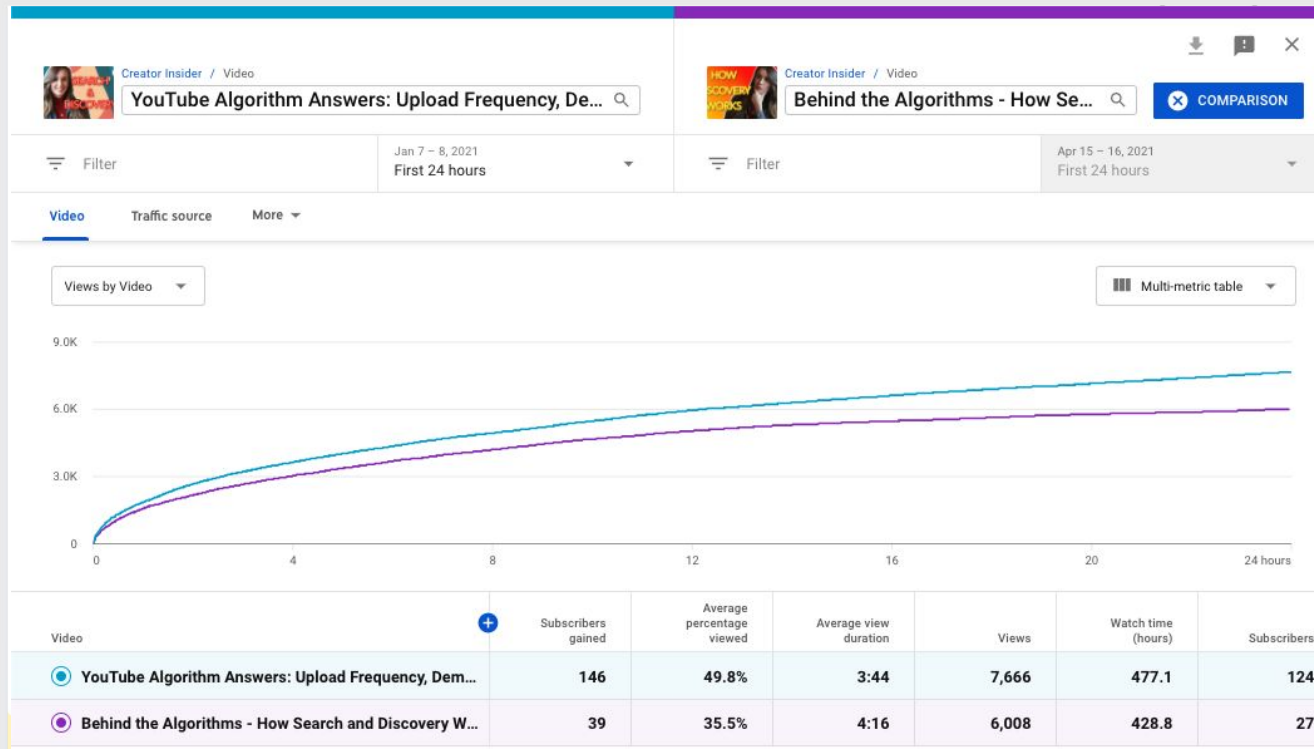 Creator Insider / Video
YouTube Algorithm Answers: Upload Frequency, De...
SEARCH
&
DISCOVER
Creator Insider / Video
Behind the Algorithms - How Se...
HOW
WORKS
COMPARISON
Filter
Jan 7 – 8, 2021
First 24 hours
Filter
Apr 15 – 16, 2021
First 24 hours
Video
Traffic source
More
Views by Video
Multi-metric table
9.0K
6.0K
3.0K
0
0 4 8 12 16 20 24 hours
Video
Subscribers gained
Average percentage viewed
Average view duration
Views
Watch time (hours)
Subscribers
YouTube Algorithm Answers: Upload Frequency, Dem... 146 49.8% 3:44 7,666 477.1 124
Behind the Algorithms - How Search and Discovery W... 39 35.5% 4:16 6,008 428.8 27